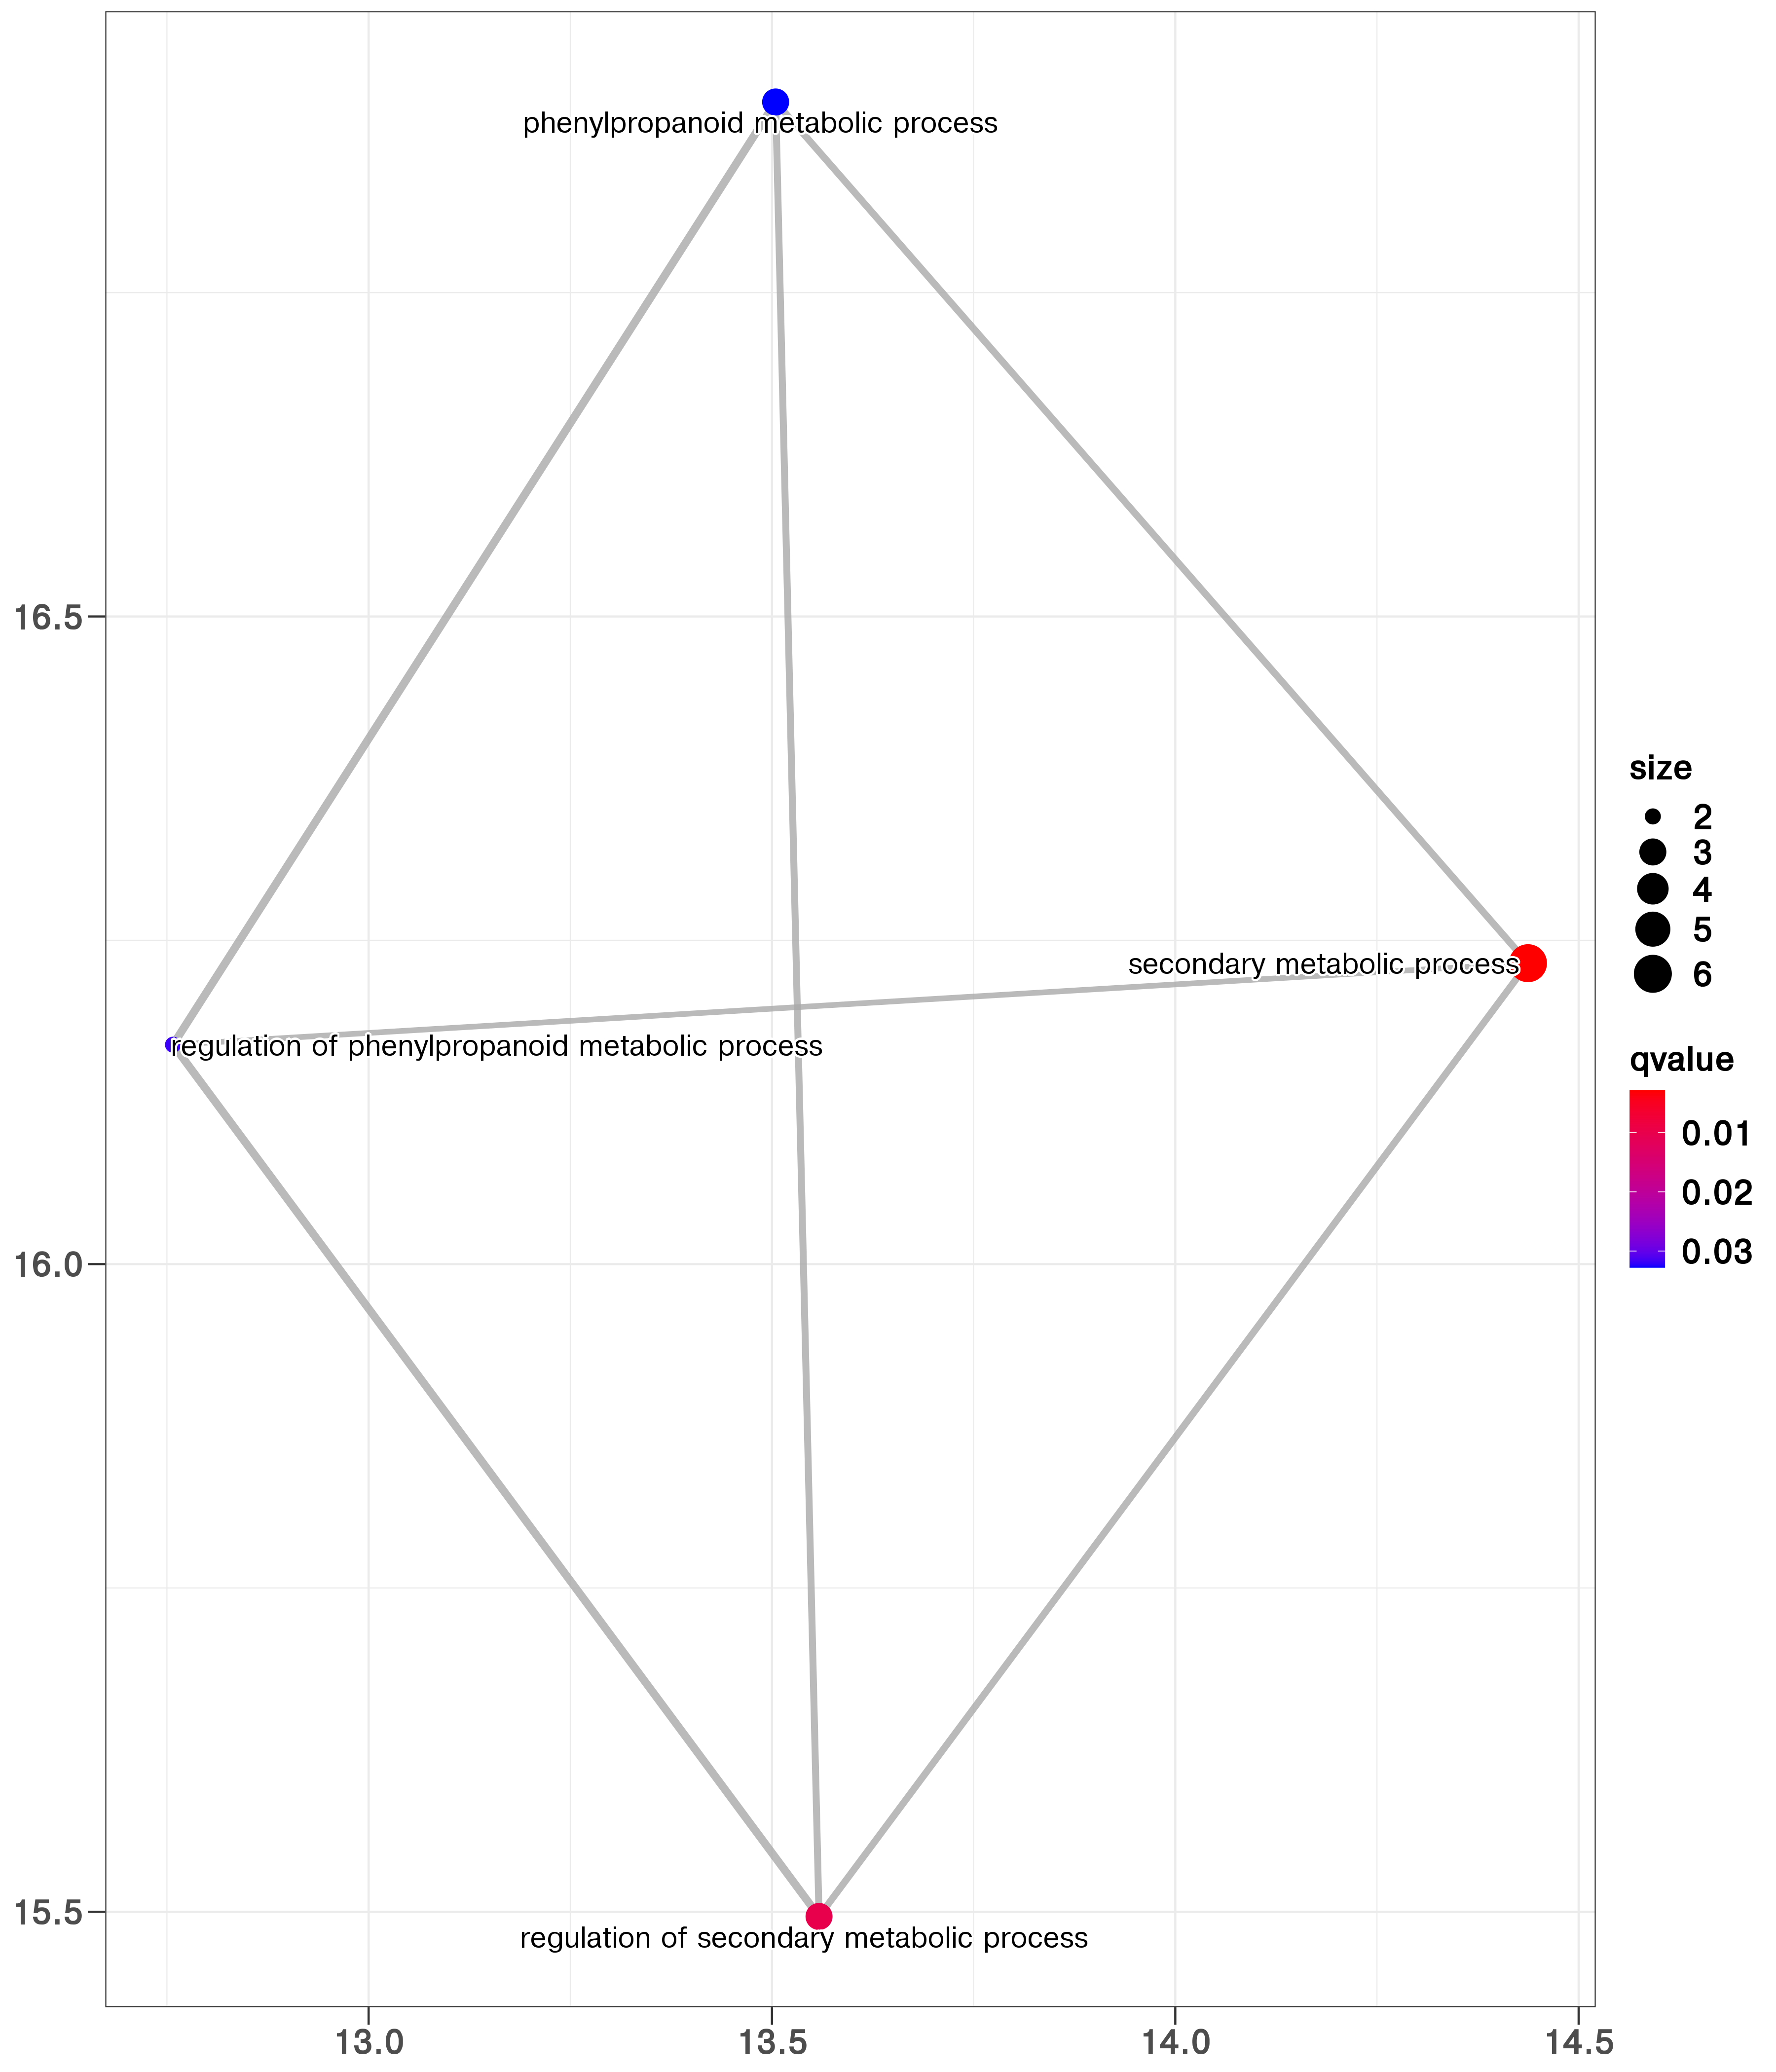 phenylpropanoid metabolic process
secondary metabolic process
regulation of phenylpropanoid metabolic process
regulation of secondary metabolic process
16.5
16.0
15.5
13.0
13.5
14.0
14.5
size
2
3
4
5
6
qvalue
0.01
0.02
0.03